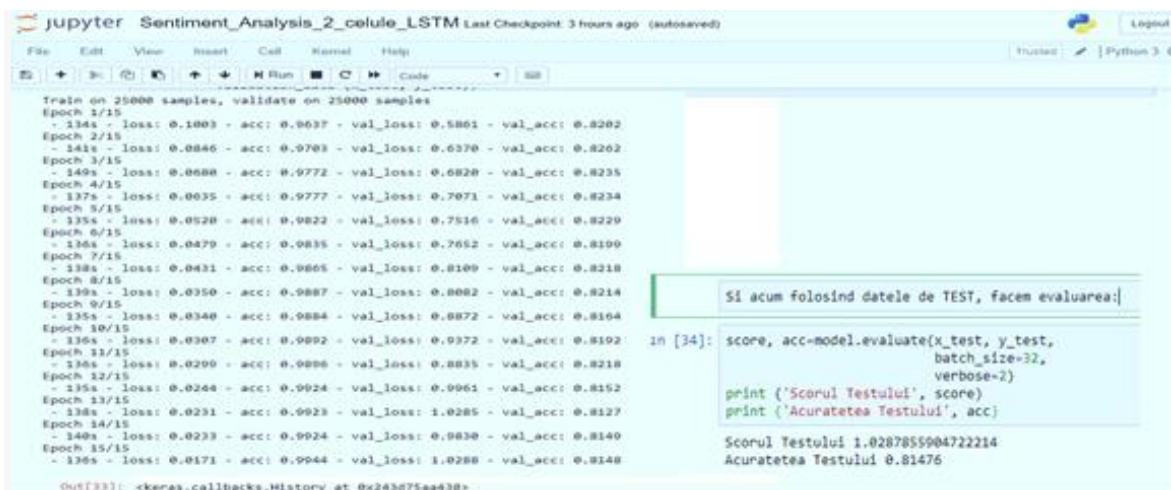 jupyter Sentiment_Analysis_2_celule_LSTM Last Checkpoint: 3 hours ago (autosaved)
Logout
File Edit View Insert Cell Kernel Help
Trusted Python 3
Run Code
Train on 25000 samples, validate on 25000 samples
Epoch 1/15
- 134s - loss: 0.1003 - acc: 0.9637 - val_loss: 0.5861 - val_acc: 0.8202
Epoch 2/15
- 141s - loss: 0.0846 - acc: 0.9703 - val_loss: 0.6370 - val_acc: 0.8262
Epoch 3/15
- 149s - loss: 0.0680 - acc: 0.9772 - val_loss: 0.6820 - val_acc: 0.8235
Epoch 4/15
- 137s - loss: 0.0635 - acc: 0.9777 - val_loss: 0.7071 - val_acc: 0.8234
Epoch 5/15
- 135s - loss: 0.0520 - acc: 0.9822 - val_loss: 0.7516 - val_acc: 0.8229
Epoch 6/15
- 136s - loss: 0.0479 - acc: 0.9835 - val_loss: 0.7652 - val_acc: 0.8199
Epoch 7/15
- 138s - loss: 0.0431 - acc: 0.9865 - val_loss: 0.8109 - val_acc: 0.8218
Epoch 8/15
- 139s - loss: 0.0350 - acc: 0.9887 - val_loss: 0.8082 - val_acc: 0.8214
Epoch 9/15
- 135s - loss: 0.0340 - acc: 0.9884 - val_loss: 0.8872 - val_acc: 0.8164
Epoch 10/15
- 136s - loss: 0.0307 - acc: 0.9892 - val_loss: 0.9372 - val_acc: 0.8192
Epoch 11/15
- 136s - loss: 0.0299 - acc: 0.9896 - val_loss: 0.8835 - val_acc: 0.8218
Epoch 12/15
- 135s - loss: 0.0244 - acc: 0.9924 - val_loss: 0.9961 - val_acc: 0.8152
Epoch 13/15
- 138s - loss: 0.0231 - acc: 0.9923 - val_loss: 1.0285 - val_acc: 0.8127
Epoch 14/15
- 140s - loss: 0.0233 - acc: 0.9924 - val_loss: 0.9830 - val_acc: 0.8149
Epoch 15/15
- 136s - loss: 0.0171 - acc: 0.9944 - val_loss: 1.0288 - val_acc: 0.8148
Out[33]: <keras.callbacks.History at 0x243d75aa438>
Si acum folosind datele de TEST, facem evaluarea:
In [34]: score, acc=model.evaluate(x_test, y_test,
batch_size=32,
verbose=2)
print ('Scorul Testului', score)
print ('Acuratetea Testului', acc)
Scorul Testului 1.0287855904722214
Acuratetea Testului 0.81476